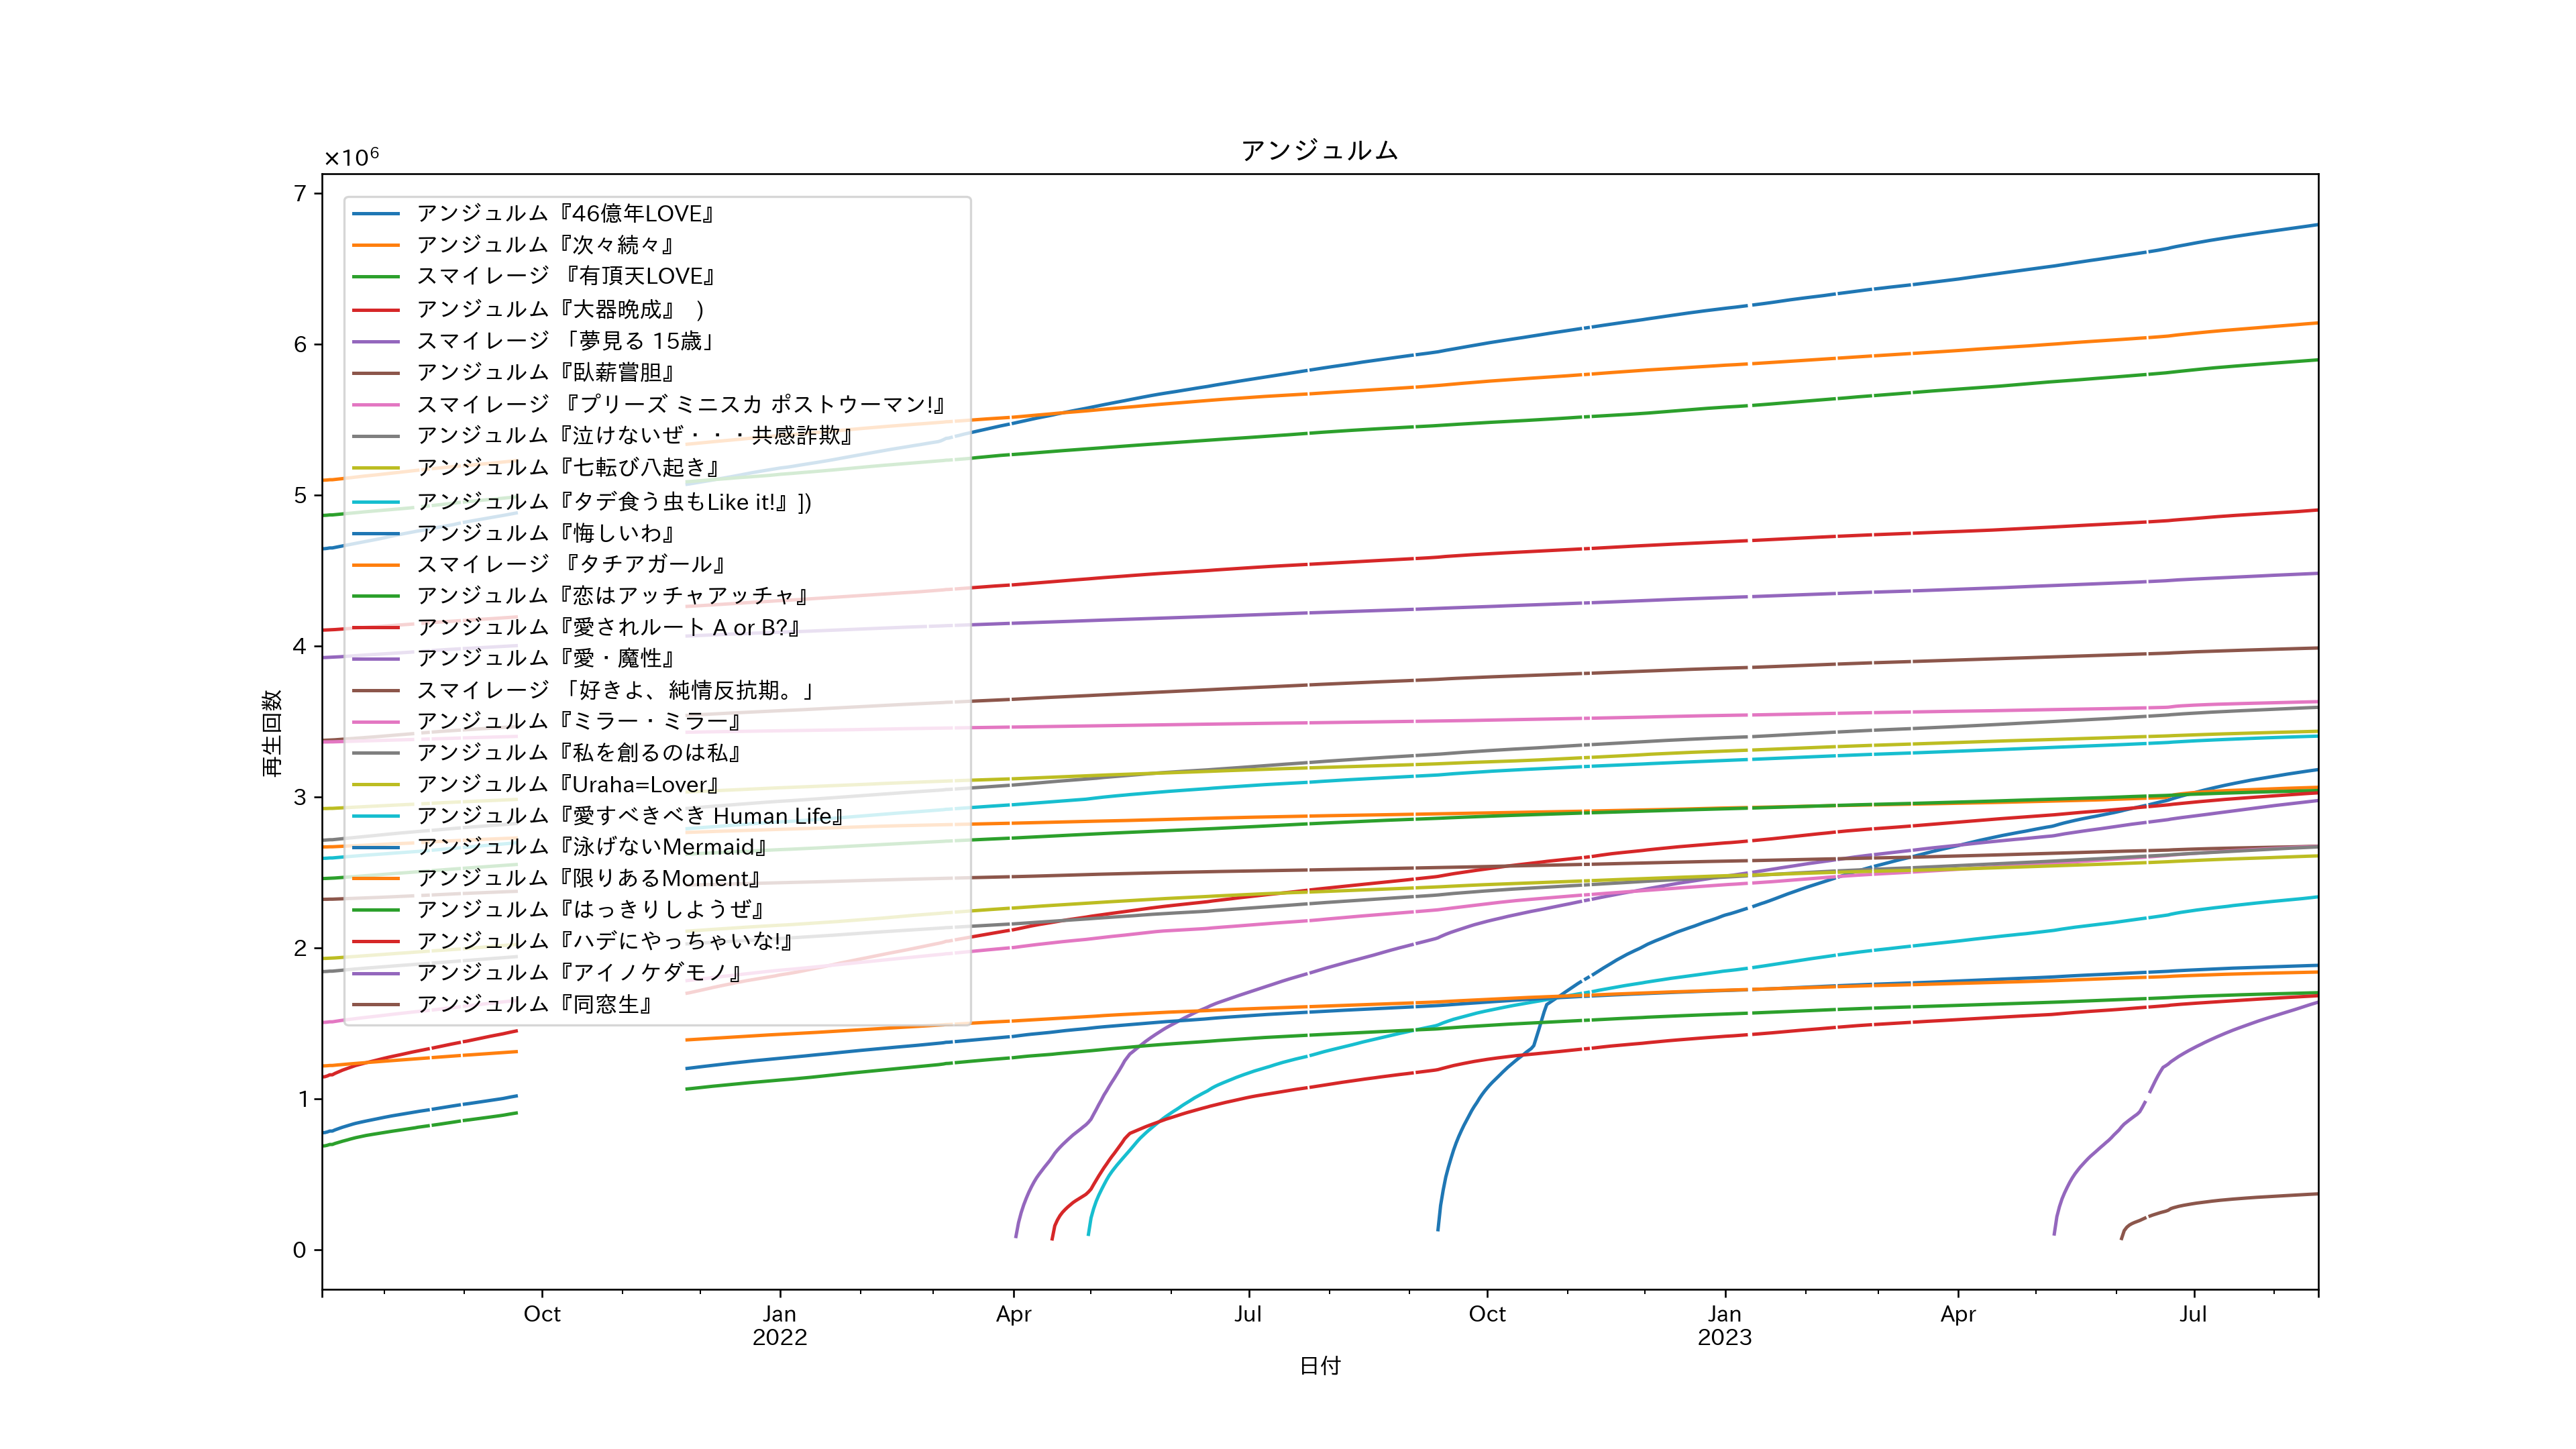 アンジュルム
×10⁶
7
6
5
4
3
2
1
0
再生回数
アンジュルム『46億年LOVE』
アンジュルム『次々続々』
スマイレージ 『有頂天LOVE』
アンジュルム『大器晩成』 )
スマイレージ 「夢見る 15歳」
アンジュルム『臥薪嘗胆』
スマイレージ 『プリーズ ミニスカ ポストウーマン!』
アンジュルム『泣けないぜ・・・共感詐欺』
アンジュルム『七転び八起き』
アンジュルム『タデ食う虫もLike it!』])
アンジュルム『悔しいわ』
スマイレージ 『タチアガール』
アンジュルム『恋はアッチャアッチャ』
アンジュルム『愛されルート A or B?』
アンジュルム『愛・魔性』
スマイレージ 「好きよ、純情反抗期。」
アンジュルム『ミラー・ミラー』
アンジュルム『私を創るのは私』
アンジュルム『Uraha=Lover』
アンジュルム『愛すべきべき Human Life』
アンジュルム『泳げないMermaid』
アンジュルム『限りあるMoment』
アンジュルム『はっきりしようぜ』
アンジュルム『ハデにやっちゃいな!』
アンジュルム『アイノケダモノ』
アンジュルム『同窓生』
Oct Jan Apr Jul Oct Jan Apr Jul
2022 2023
日付